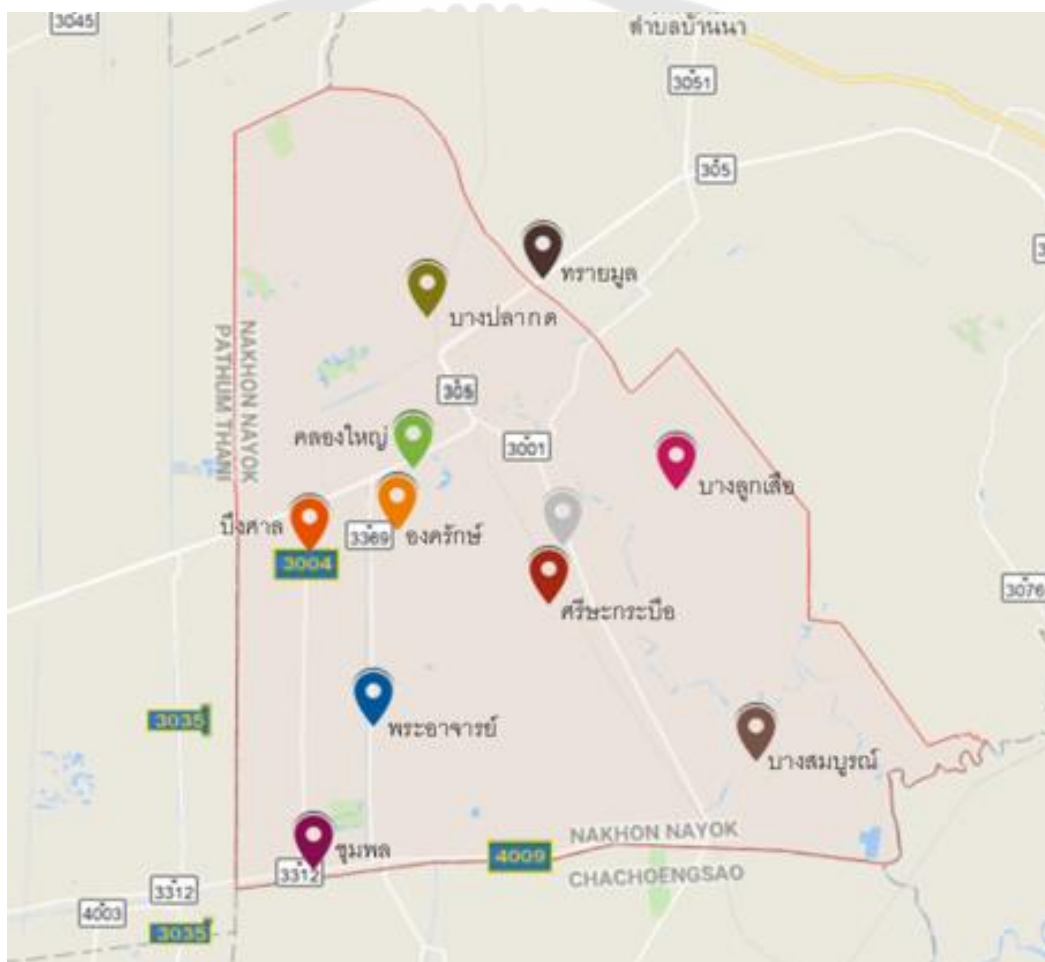 3045
ตำบลบ้านนา
3051
305
ทรายมูล
บางปลากด
NAKHON NAYOK
PATHUM THANI
305
คลองใหญ่
3001
บางลูกเสือ
บึงศาล
3369
องครักษ์
3004
3076
ศรีษะกระบือ
3035
พระอาจารย์
บางสมบูรณ์
NAKHON NAYOK
ชุมพล
4009
3312
CHACHOENGSAO
3312
4003
3035